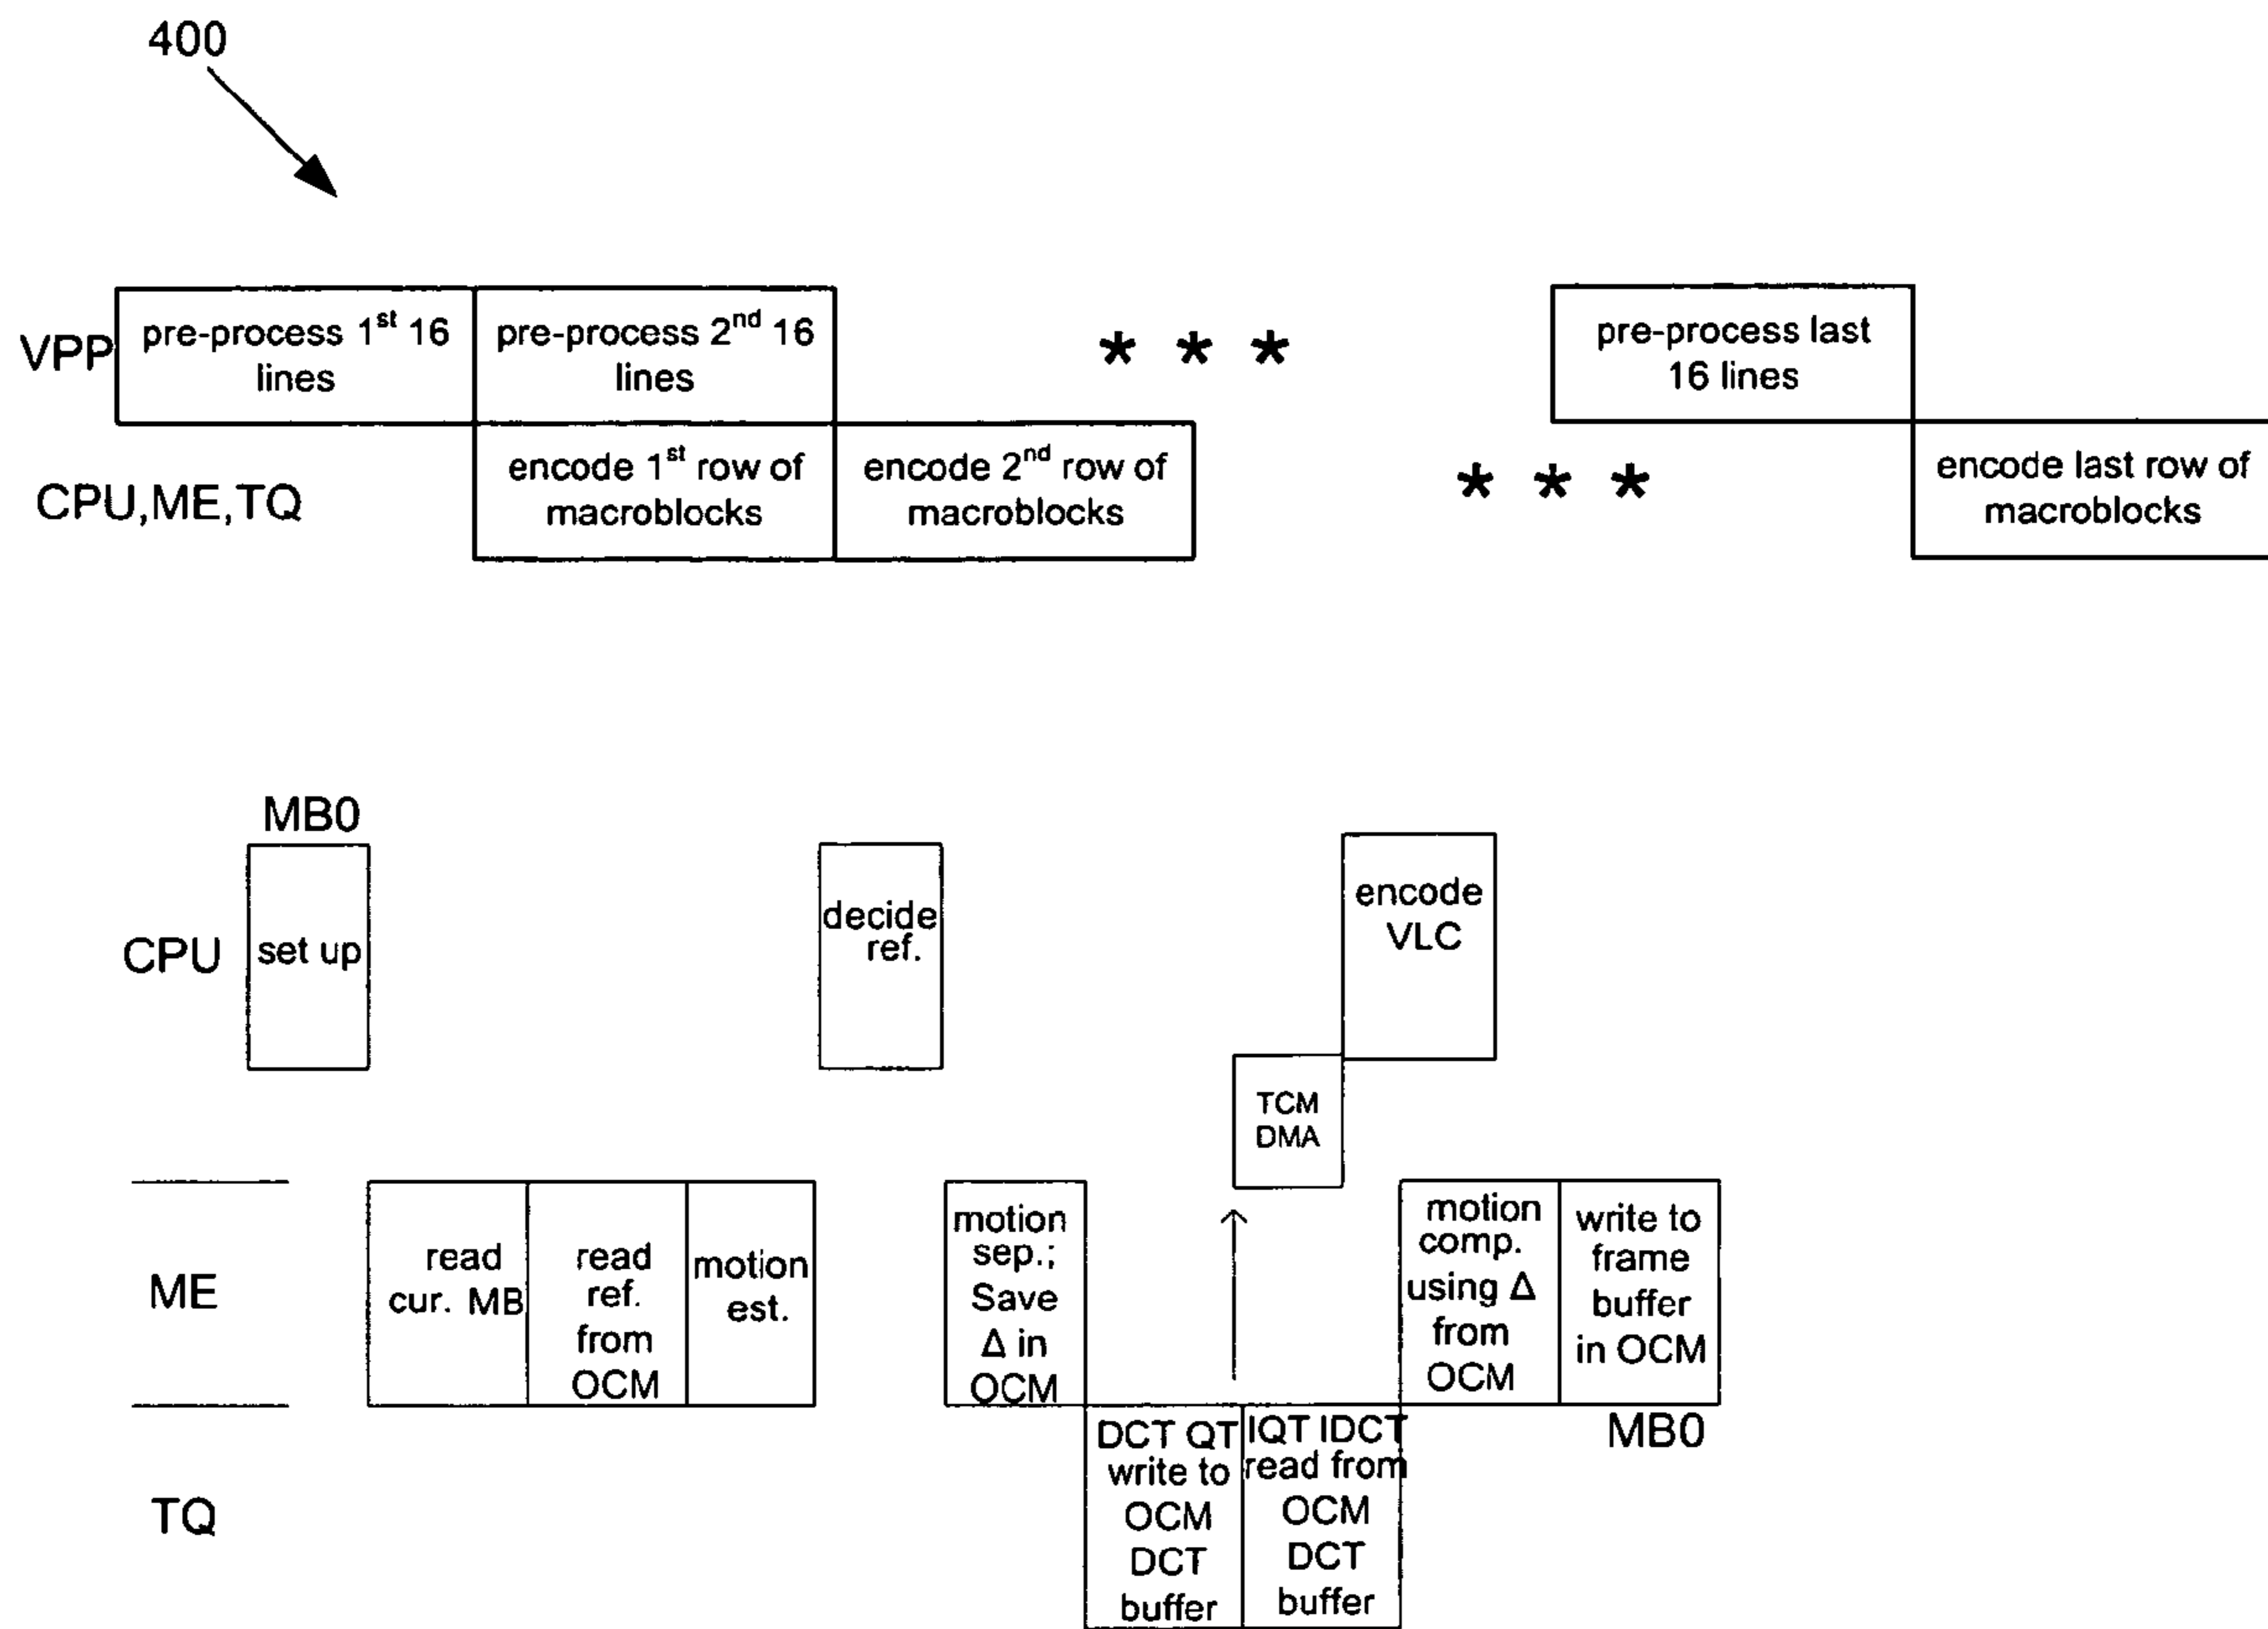 400
VPP
pre-process 1st 16
lines
pre-process 2nd 16
lines
* * *
pre-process last
16 lines
CPU,ME,TQ
encode 1st row of
macroblocks
encode 2nd row of
macroblocks
* * *
encode last row of
macroblocks
MB0
CPU
set up
decide
ref.
encode
VLC
TCM
DMA
ME
read
cur. MB
read
ref.
from
OCM
motion
est.
motion
sep.;
Save
Δ in
OCM
motion
comp.
using Δ
from
OCM
write to
frame
buffer
in OCM
MB0
TQ
DCT QT
write to
OCM
DCT
buffer
IQT IDCT
read from
OCM
DCT
buffer